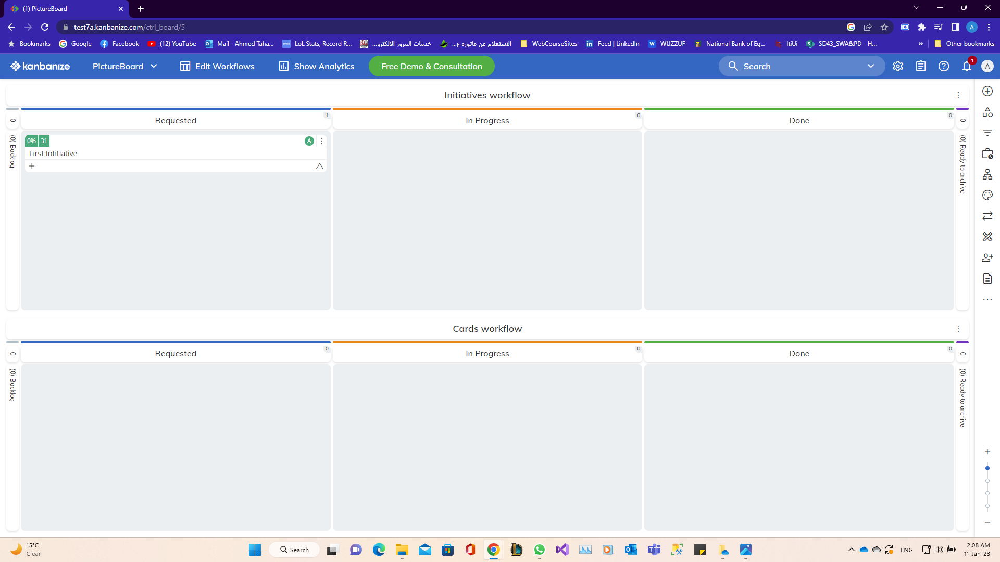 (1) PictureBoard
test7a.kanbanize.com/ctrl_board/5
A
Bookmarks
Google
Facebook
(12) YouTube
Mail - Ahmed Taha...
LoL Stats, Record R...
خدمات المرور الالكترو...
الاستعلام عن فاتورة غ...
WebCourseSites
Feed | LinkedIn
WUZZUF
National Bank of Eg...
ItiUi
SD43_SWA&PD - H...
»
Other bookmarks
kanbanize
PictureBoard
Edit Workflows
Show Analytics
Free Demo & Consultation
Search
1
A
Initiatives workflow
0
Requested
1
In Progress
0
Done
0
0
(0) Backlog
0% 31
A
First Intitiative
(0) Ready to archive
Cards workflow
0
Requested
0
In Progress
0
Done
0
0
(0) Backlog
(0) Ready to archive
15°C
Clear
Search
ENG
2:08 AM
11-Jan-23